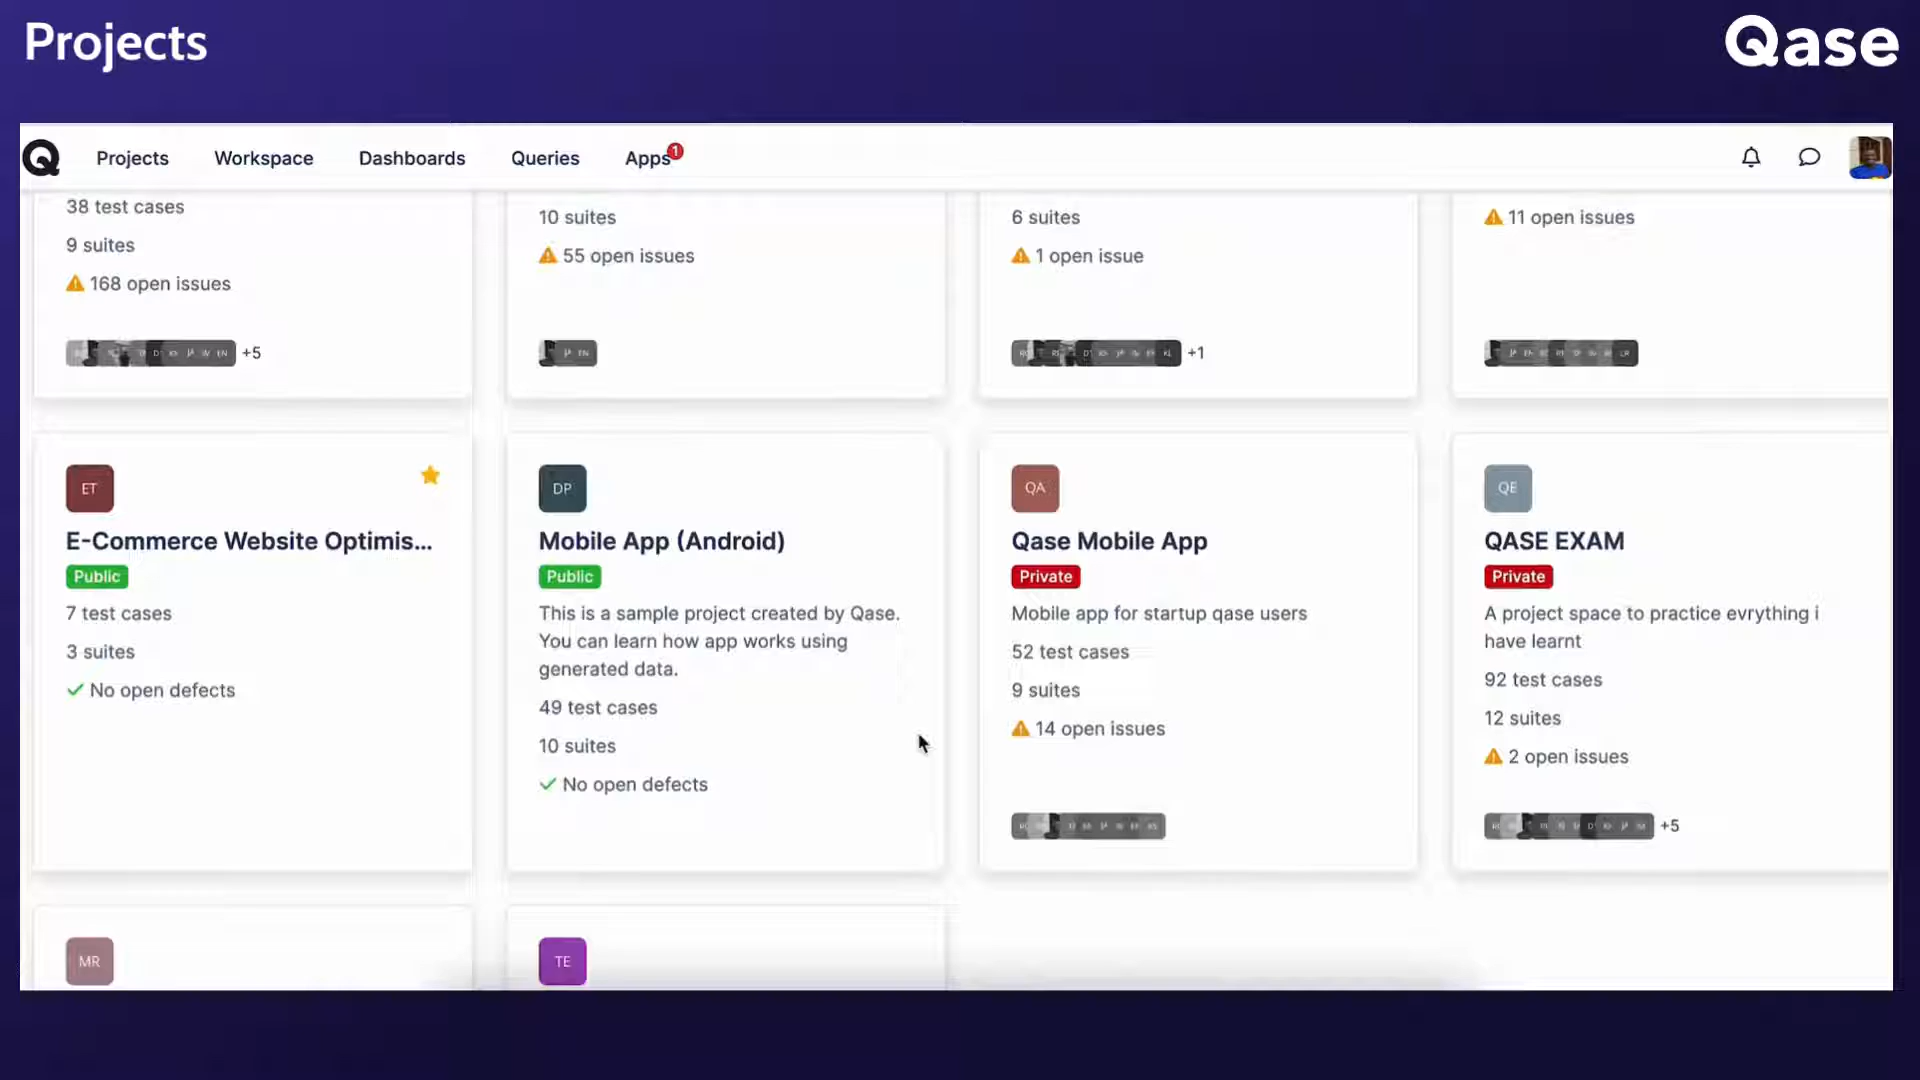 Projects
Qase
Projects
Workspace
Dashboards
Queries
Apps
1
38 test cases
9 suites
168 open issues
+5
10 suites
55 open issues
EN
6 suites
1 open issue
+1
11 open issues
ET
E-Commerce Website Optimis...
Public
7 test cases
3 suites
No open defects
DP
Mobile App (Android)
Public
This is a sample project created by Qase.
You can learn how app works using
generated data.
49 test cases
10 suites
No open defects
QA
Qase Mobile App
Private
Mobile app for startup qase users
52 test cases
9 suites
14 open issues
QE
QASE EXAM
Private
A project space to practice evrything i
have learnt
92 test cases
12 suites
2 open issues
+5
MR
TE